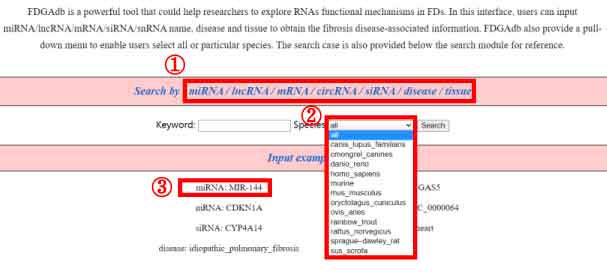 FDGAdb is a powerful tool that could help researchers to explore RNAs functional mechanisms in FDs. In this interface, users can input
miRNA/lncRNA/mRNA/siRNA/snRNA name, disease and tissue to obtain the fibrosis disease-associated information. FDGAdb also provide a pull-
down menu to enable users select all or particular species. The search case is also provided below the search module for reference.
①
Search by miRNA / lncRNA / mRNA / circRNA / siRNA / disease / tissue
②
Keyword: Species all Search
all
canis_lupus_familiaris
cmongrel_canines
danio_rerio
homo_sapiens
murine
mus_musculus
oryctolagus_cuniculus
ovis_aries
rainbow_trout
rattus_norvegicus
sprague–dawley_rat
sus_scrofa
Input examp
③ miRNA: MIR-144 GAS5
mRNA: CDKN1A C_0000064
siRNA: CYP4A14 heart
disease: idiopathic_pulmonary_fibrosis